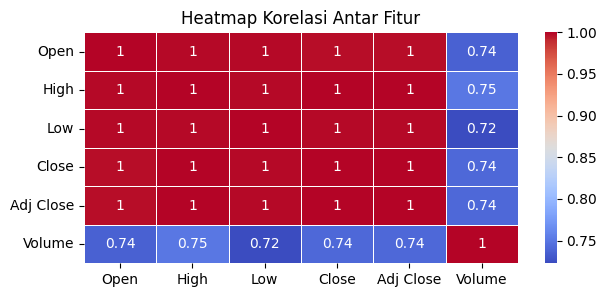 Heatmap Korelasi Antar Fitur
Open 1 1 1 1 1 0.74
High 1 1 1 1 1 0.75
Low 1 1 1 1 1 0.72
Close 1 1 1 1 1 0.74
Adj Close 1 1 1 1 1 0.74
Volume 0.74 0.75 0.72 0.74 0.74 1
Open High Low Close Adj Close Volume
1.00
0.95
0.90
0.85
0.80
0.75